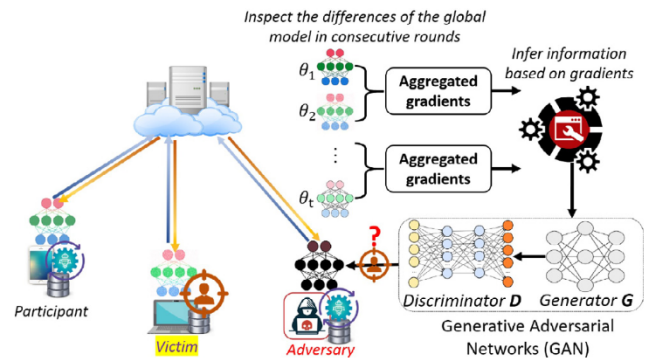 Inspect the differences of the global
model in consecutive rounds
Infer information
based on gradients
θ1
Aggregated
gradients
θ2
⋮
Aggregated
gradients
θt
?
Participant
Victim
Adversary
Discriminator D
Generator G
Generative Adversarial
Networks (GAN)